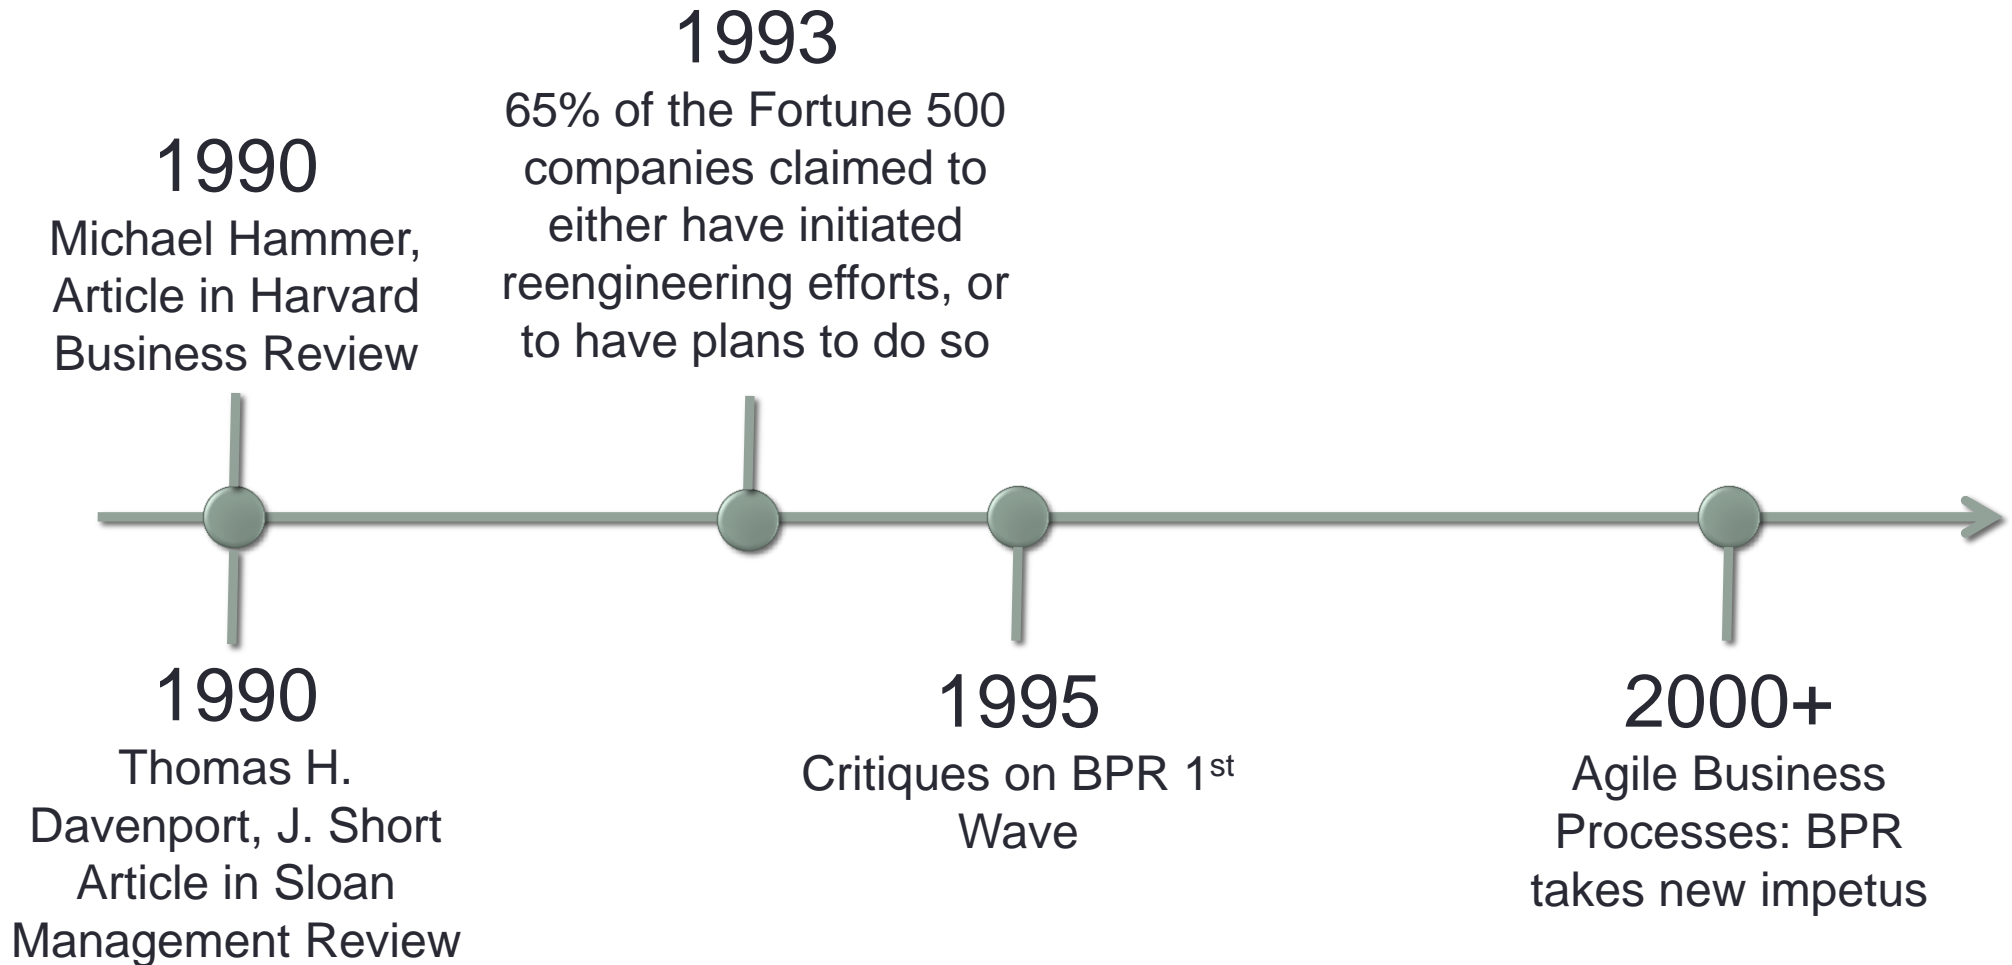 1990
Michael Hammer,
Article in Harvard
Business Review
1993
65% of the Fortune 500
companies claimed to
either have initiated
reengineering efforts, or
to have plans to do so
1990
Thomas H.
Davenport, J. Short
Article in Sloan
Management Review
1995
Critiques on BPR 1st
Wave
2000+
Agile Business
Processes: BPR
takes new impetus